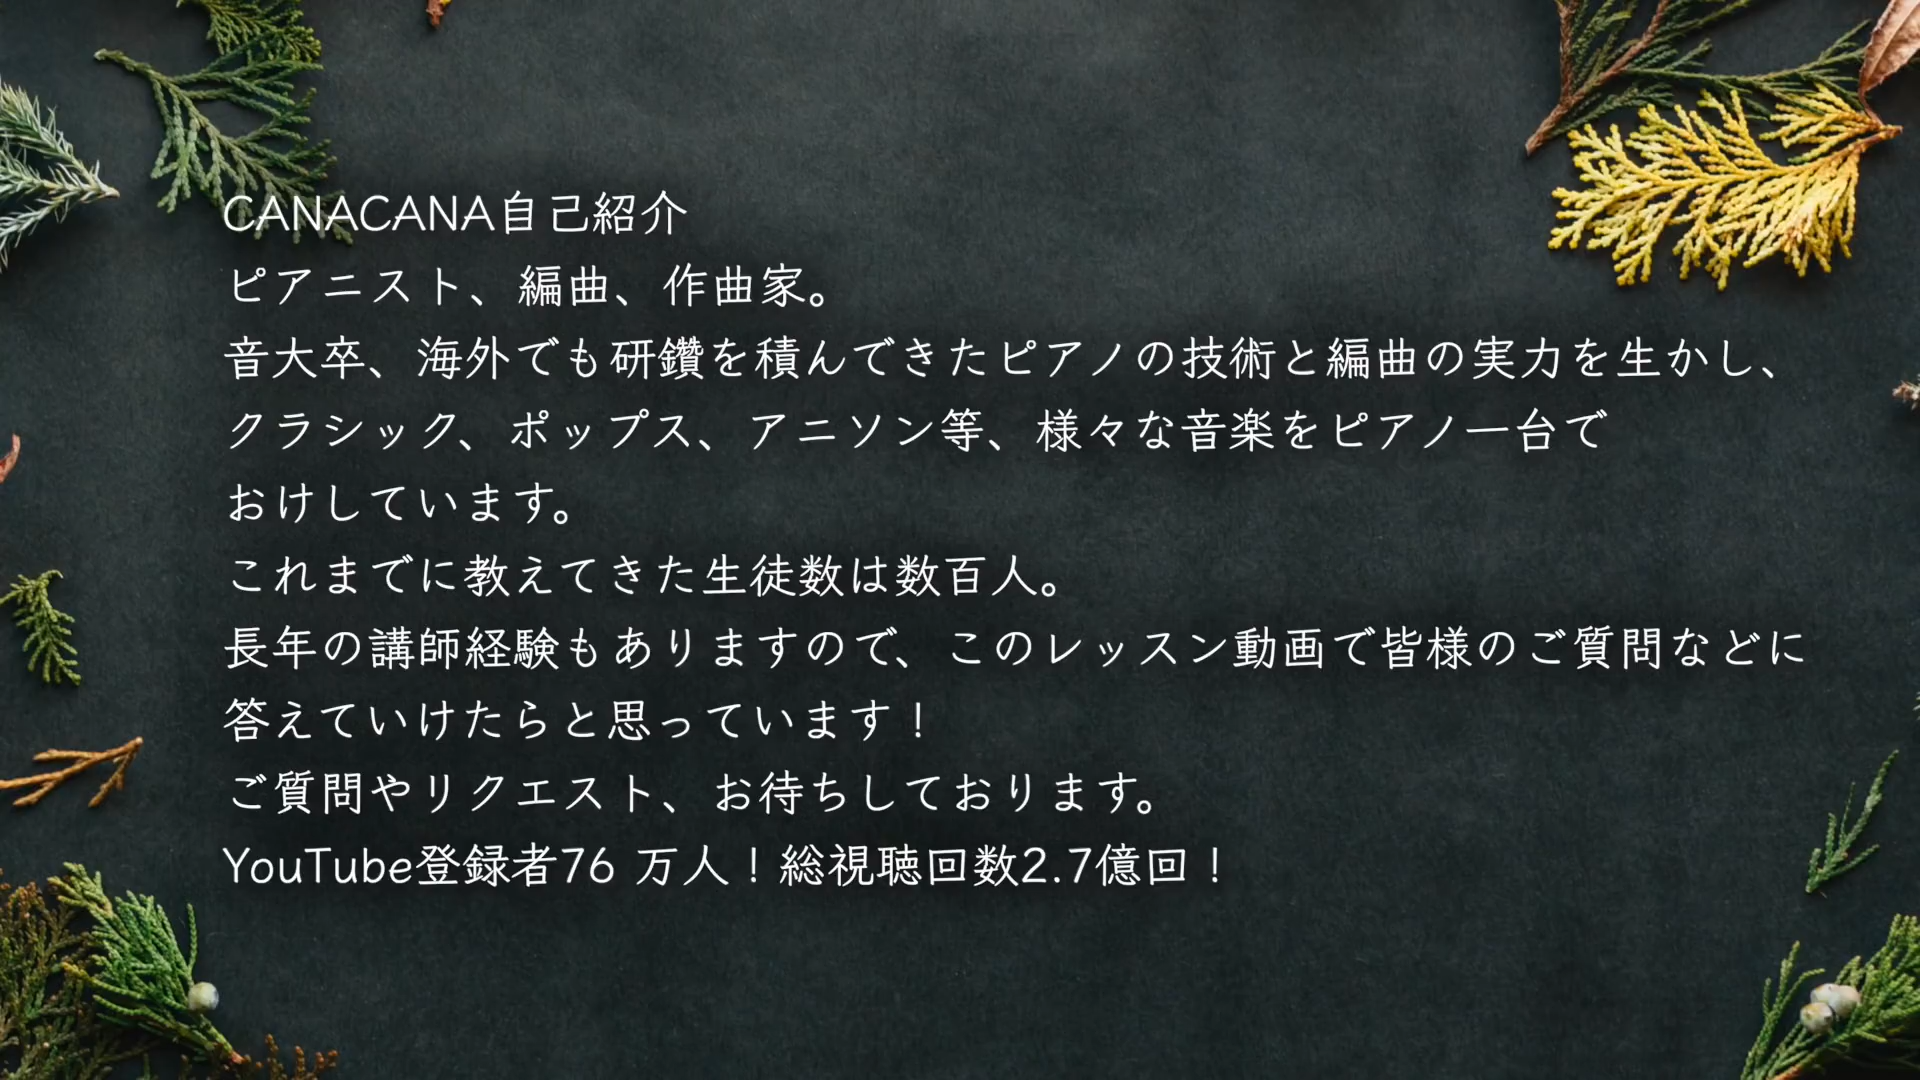 CANACANA自己紹介
ピアニスト、編曲、作曲家。
音大卒、海外でも研鑽を積んできたピアノの技術と編曲の実力を生かし、
クラシック、ポップス、アニソン等、様々な音楽をピアノ一台で
おけしています。
これまでに教えてきた生徒数は数百人。
長年の講師経験もありますので、このレッスン動画で皆様のご質問などに
答えていけたらと思っています！
ご質問やリクエスト、お待ちしております。
YouTube登録者76 万人！総視聴回数2.7億回！